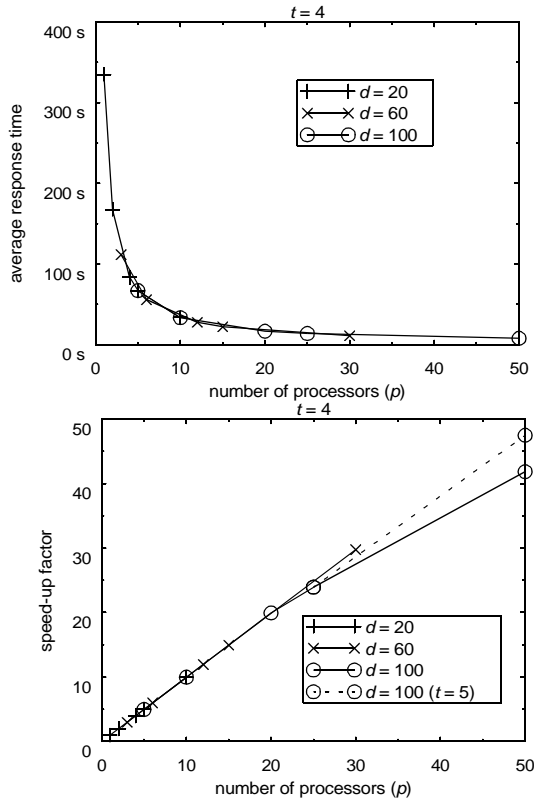 t = 4
400 s
300 s
200 s
100 s
0 s
average response time
d = 20
d = 60
d = 100
0 10 20 30 40 50
number of processors (p)
t = 4
50
40
30
20
10
0
speed-up factor
d = 20
d = 60
d = 100
d = 100 (t = 5)
0 10 20 30 40 50
number of processors (p)